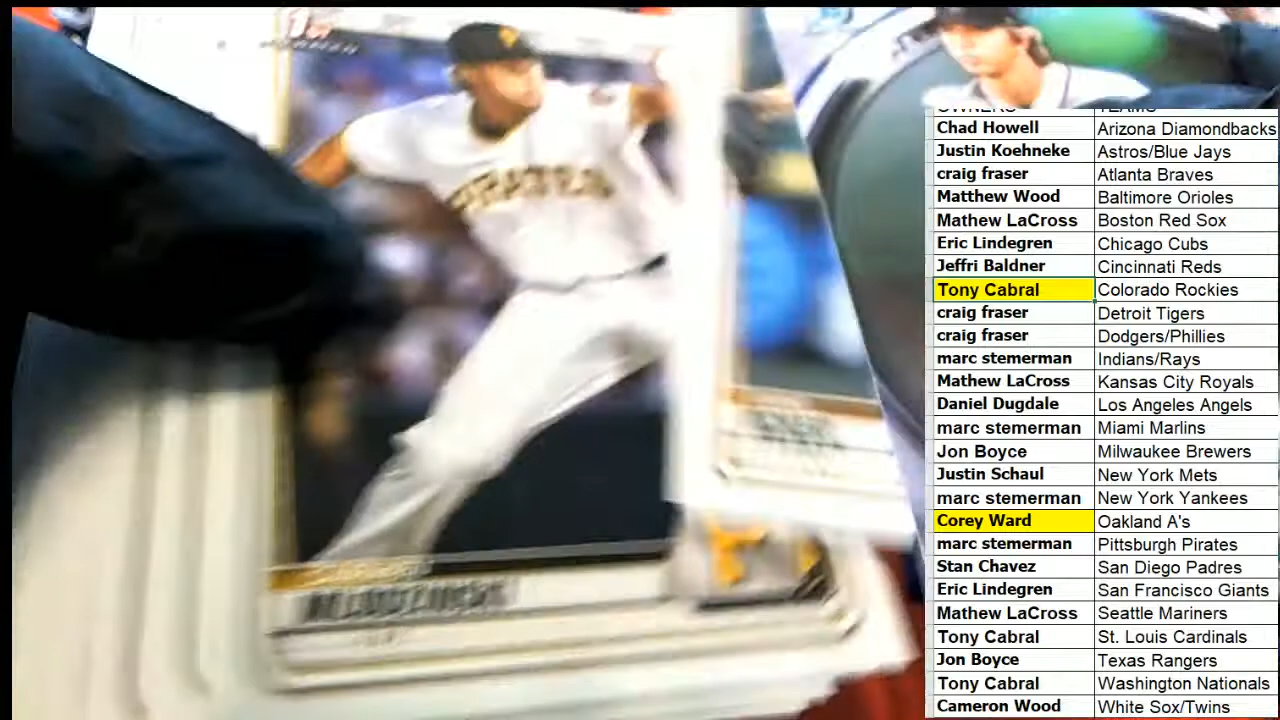 OWNERS TEAMS
Chad Howell Arizona Diamondbacks
Justin Koehneke Astros/Blue Jays
craig fraser Atlanta Braves
Matthew Wood Baltimore Orioles
Mathew LaCross Boston Red Sox
Eric Lindegren Chicago Cubs
Jeffri Baldner Cincinnati Reds
Tony Cabral Colorado Rockies
craig fraser Detroit Tigers
craig fraser Dodgers/Phillies
marc stemerman Indians/Rays
Mathew LaCross Kansas City Royals
Daniel Dugdale Los Angeles Angels
marc stemerman Miami Marlins
Jon Boyce Milwaukee Brewers
Justin Schaul New York Mets
marc stemerman New York Yankees
Corey Ward Oakland A's
marc stemerman Pittsburgh Pirates
Stan Chavez San Diego Padres
Eric Lindegren San Francisco Giants
Mathew LaCross Seattle Mariners
Tony Cabral St. Louis Cardinals
Jon Boyce Texas Rangers
Tony Cabral Washington Nationals
Cameron Wood White Sox/Twins